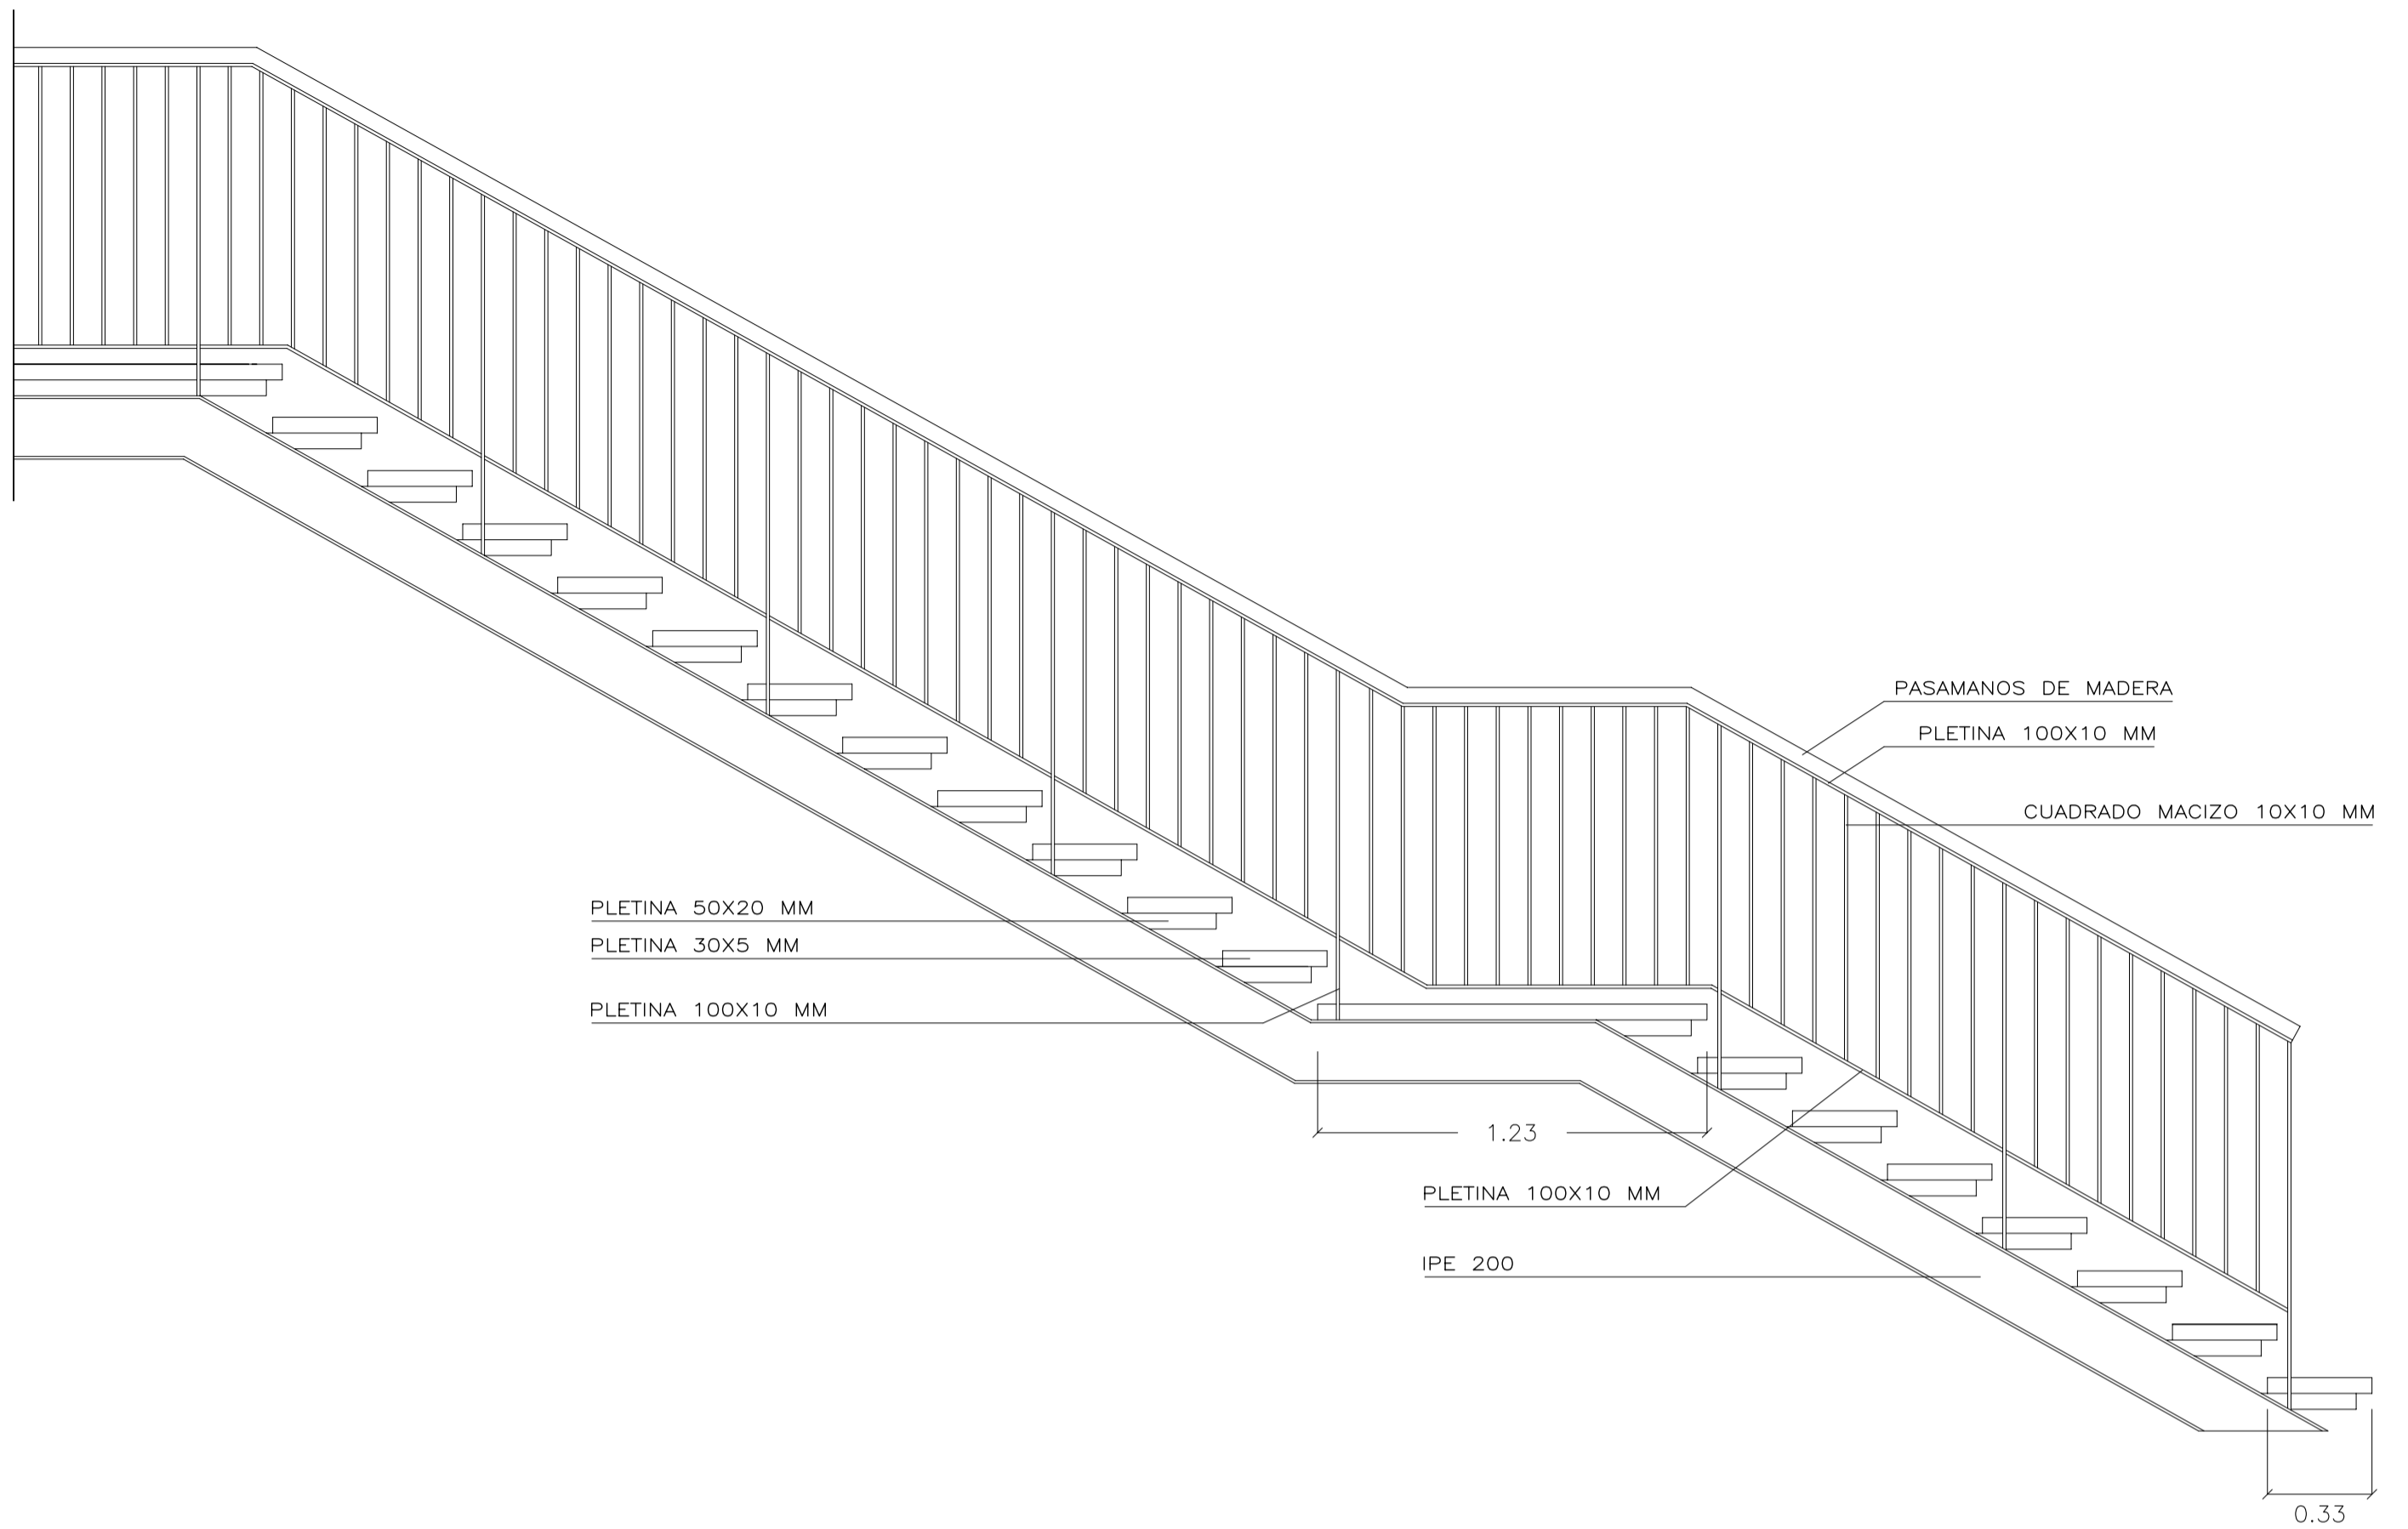 PASAMANOS DE MADERA
PLETINA 100X10 MM
CUADRADO MACIZO 10X10 MM
PLETINA 50X20 MM
PLETINA 30X5 MM
PLETINA 100X10 MM
1.23
PLETINA 100X10 MM
IPE 200
0.33